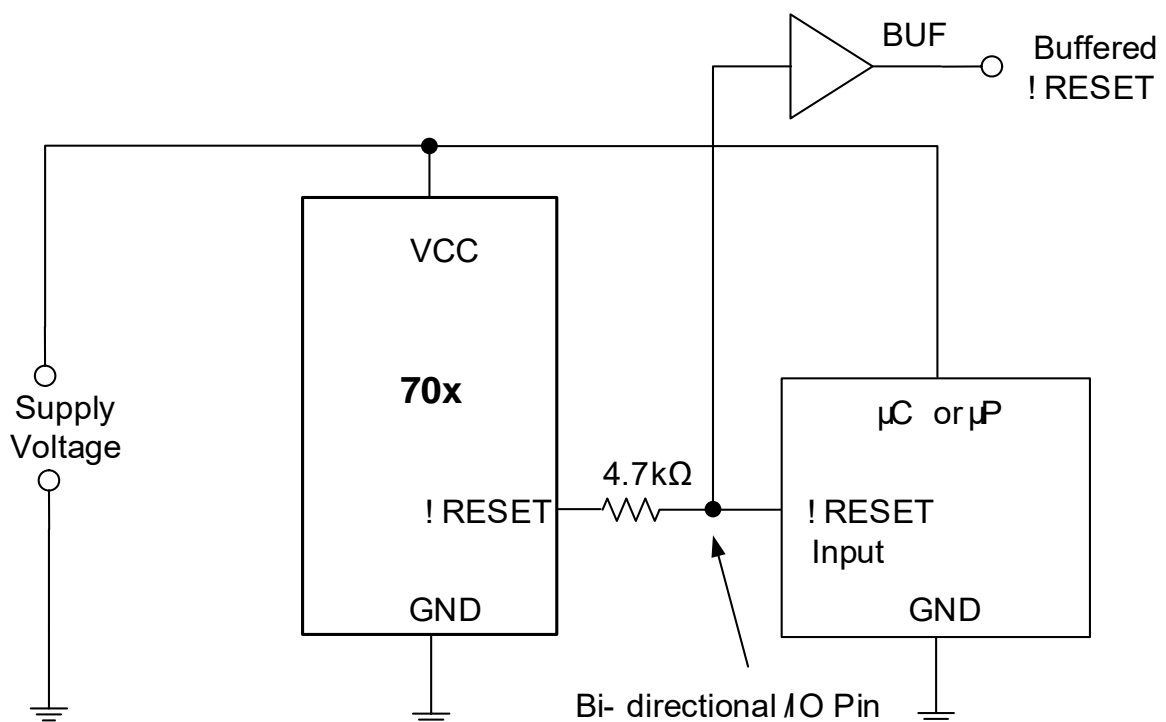 BUF
Buffered
! RESET
VCC
70x
Supply
Voltage
µC or µP
4.7kΩ
! RESET
! RESET
Input
GND
GND
Bi- directional I/O Pin